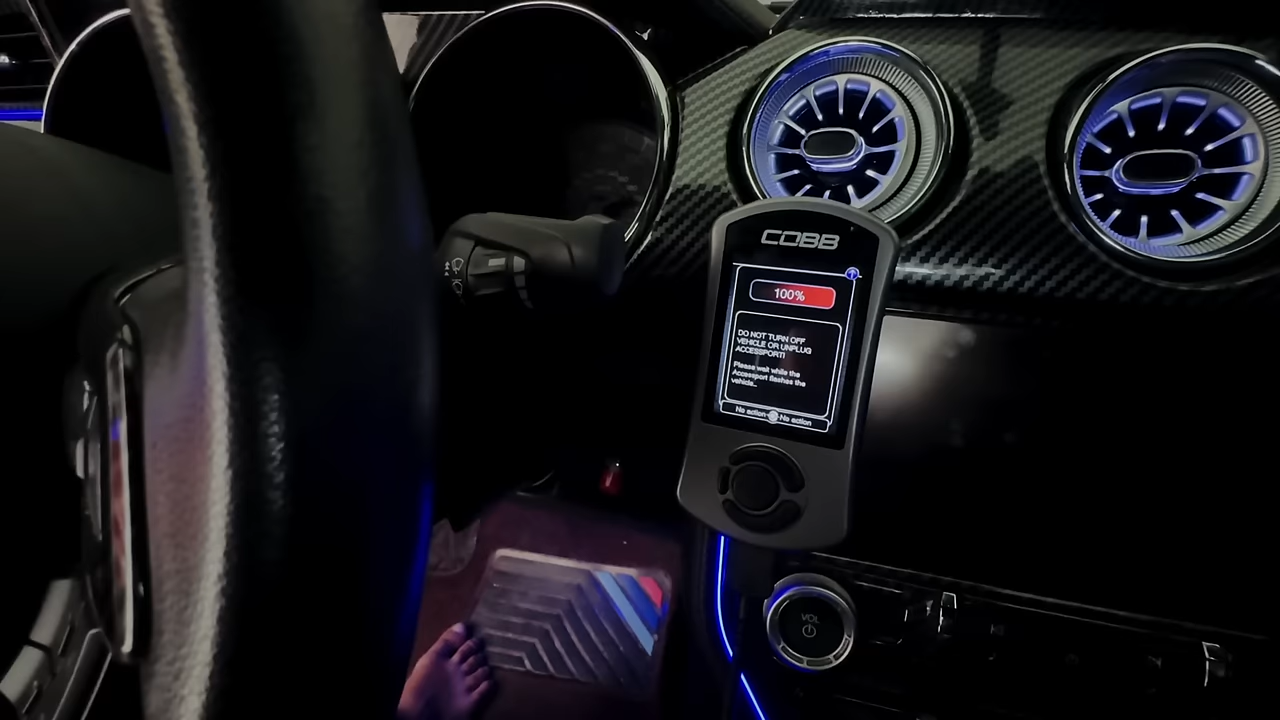 COBB
100%
DO NOT TURN OFF
VEHICLE OR UNPLUG
ACCESSPORT!
Please wait while the
Accessport flashes the
vehicle...
No action
No action
VOL